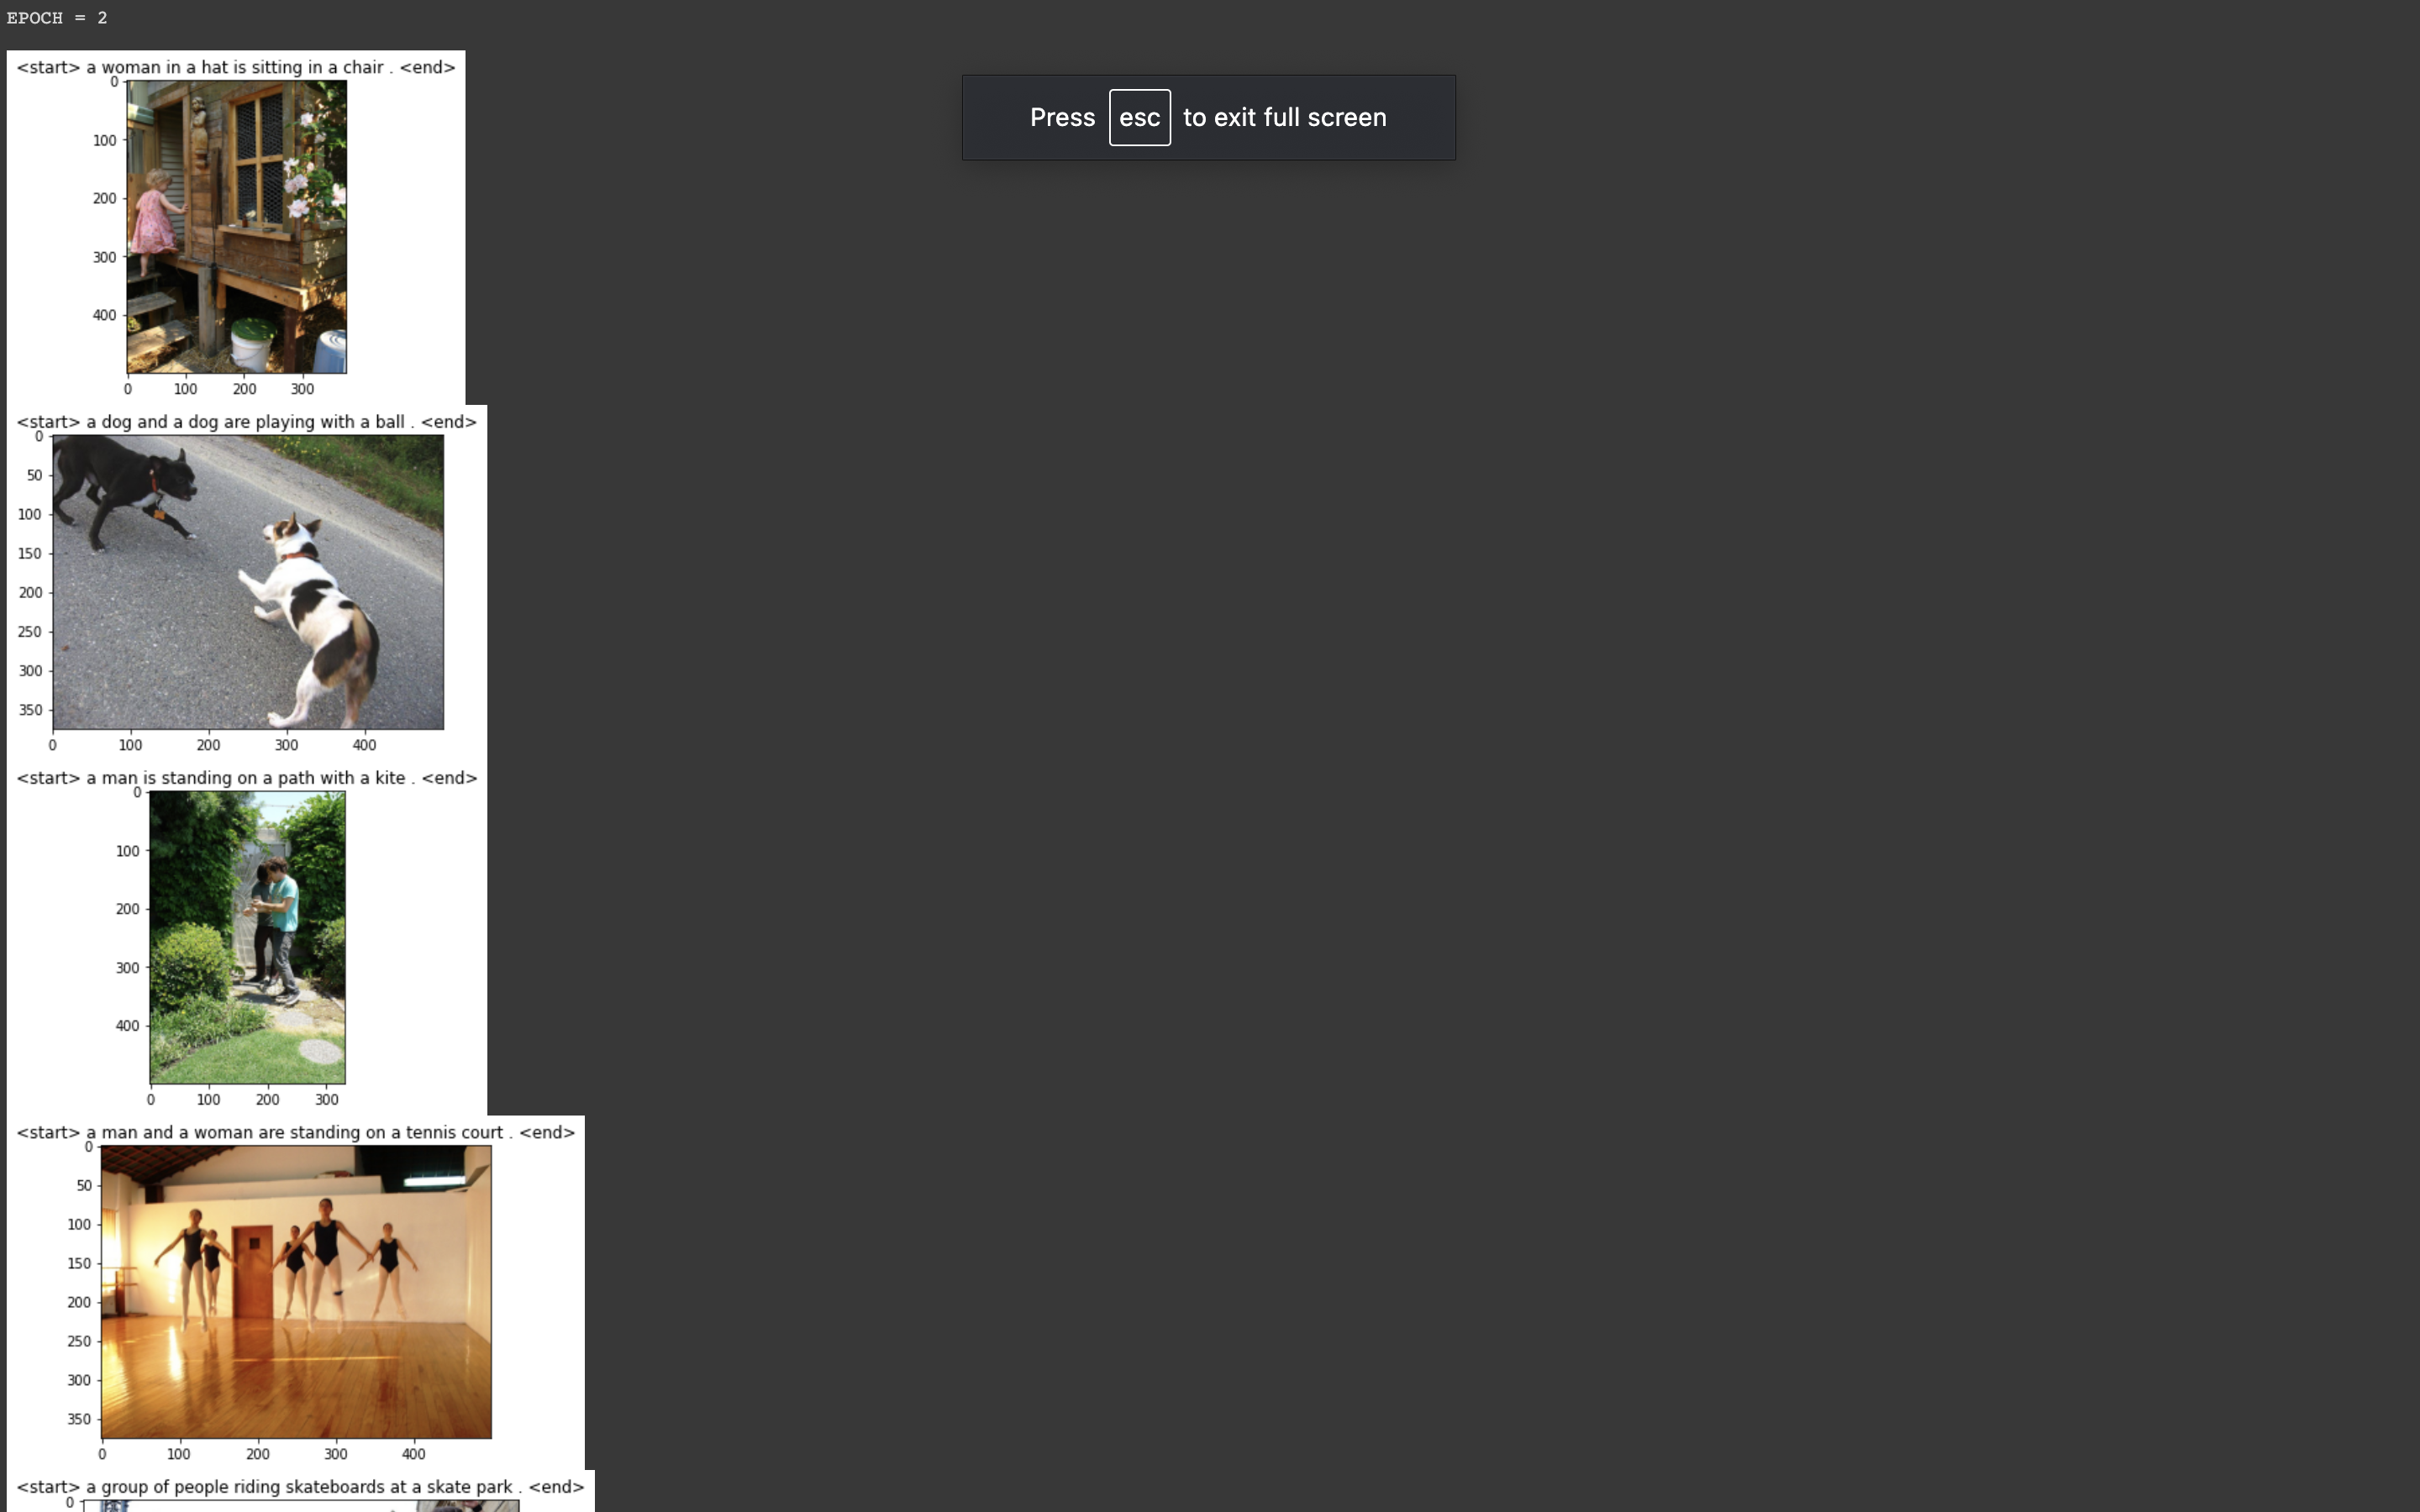 EPOCH = 2
Press esc to exit full screen
<start> a woman in a hat is sitting in a chair . <end>
0
100
200
300
400
0 100 200 300
<start> a dog and a dog are playing with a ball . <end>
0
50
100
150
200
250
300
350
0 100 200 300 400
<start> a man is standing on a path with a kite . <end>
0
100
200
300
400
0 100 200 300
<start> a man and a woman are standing on a tennis court . <end>
0
50
100
150
200
250
300
350
0 100 200 300 400
<start> a group of people riding skateboards at a skate park . <end>
0